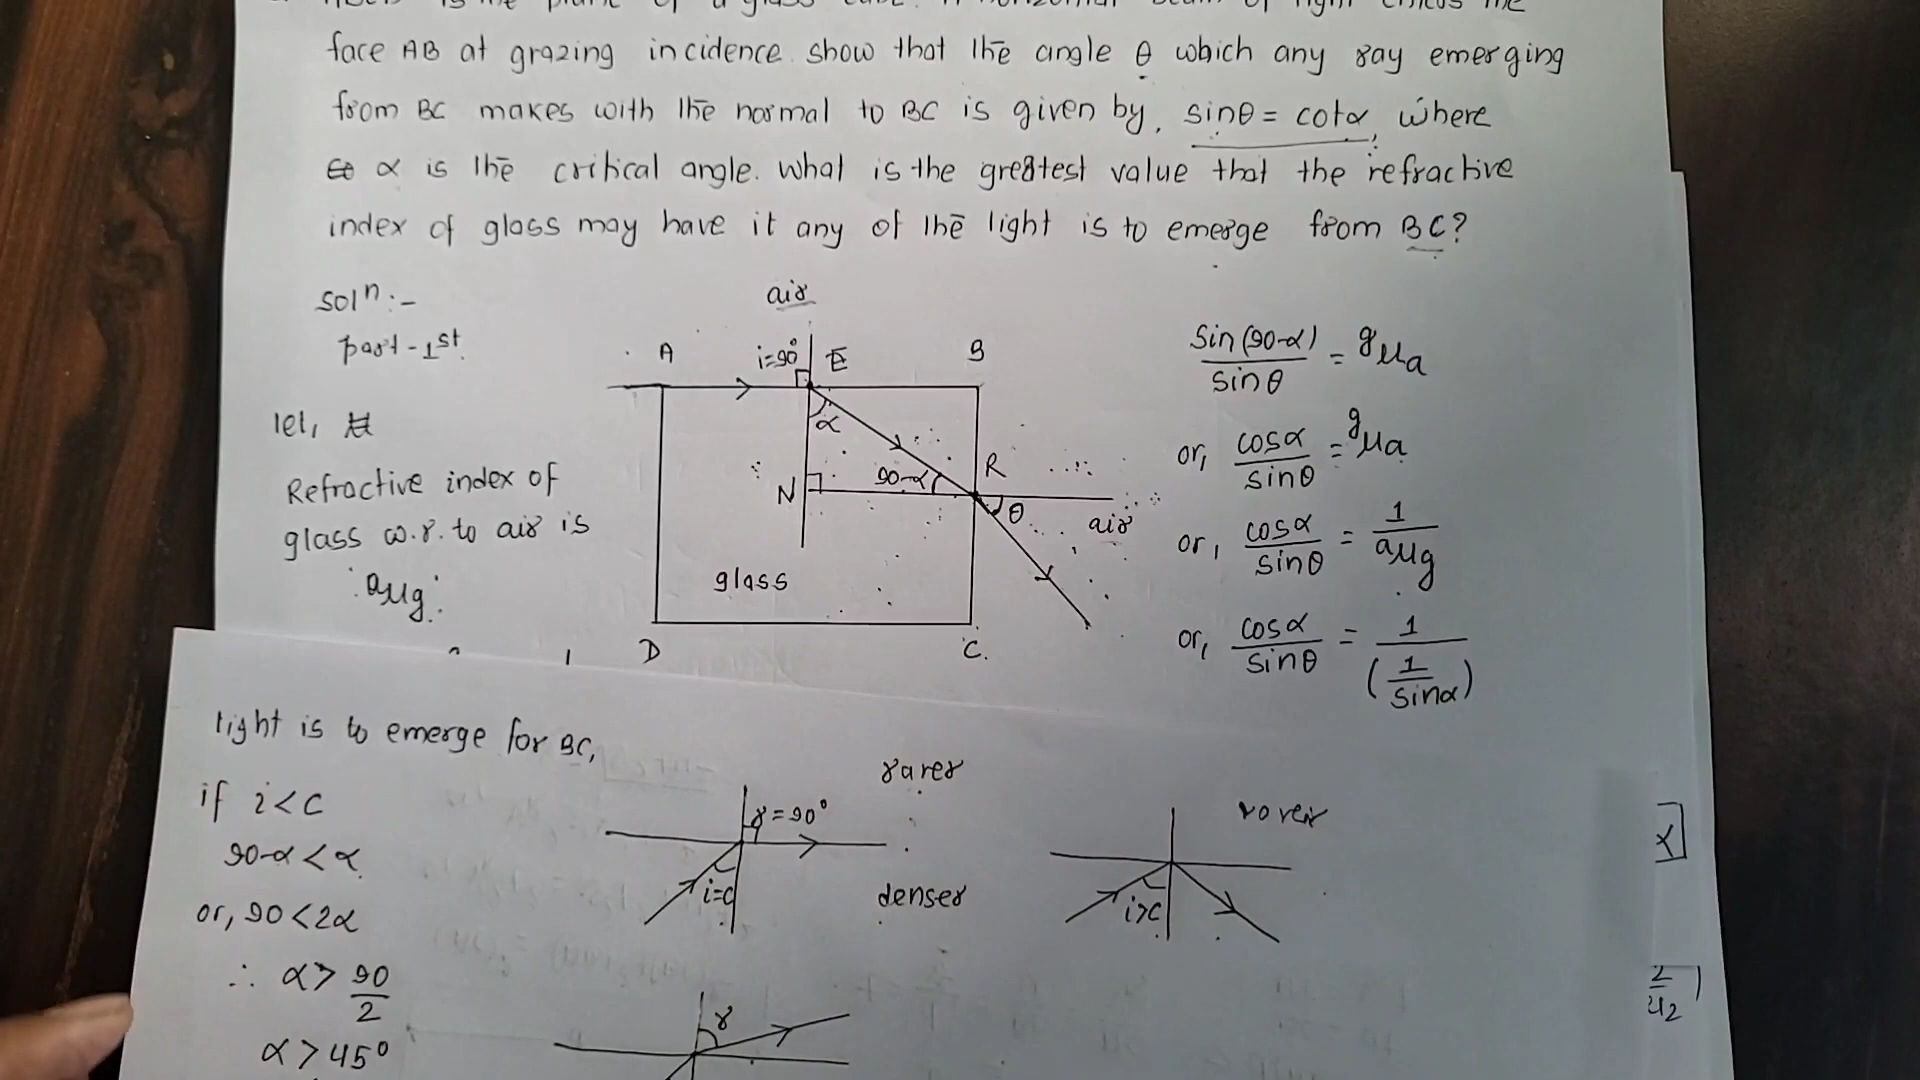 face AB at grazing incidence. show that the angle θ which any ray emerging
from BC makes with the normal to BC is given by, sinθ = cotα, where
α is the critical angle. what is the greatest value that the refractive
index of glass may have it any of the light is to emerge from BC?
solⁿ:-
part-1st.
let,
Refractive index of
glass w.r. to air is
aμg.
air
A
i=90°
E
B
α
90-α
R
N
θ
air
glass
D
C.
Sin(90-α)/sinθ = gμa
or, cosα/sinθ = gμa
or, cosα/sinθ = 1/aμg
or, cosα/sinθ = 1/(1/sinα)
light is to emerge for BC,
if i<c
90-α<α
or, 90<2α
∴ α > 90/2
α > 45°
rarer
r=90°
i=c
denser
i>c
r